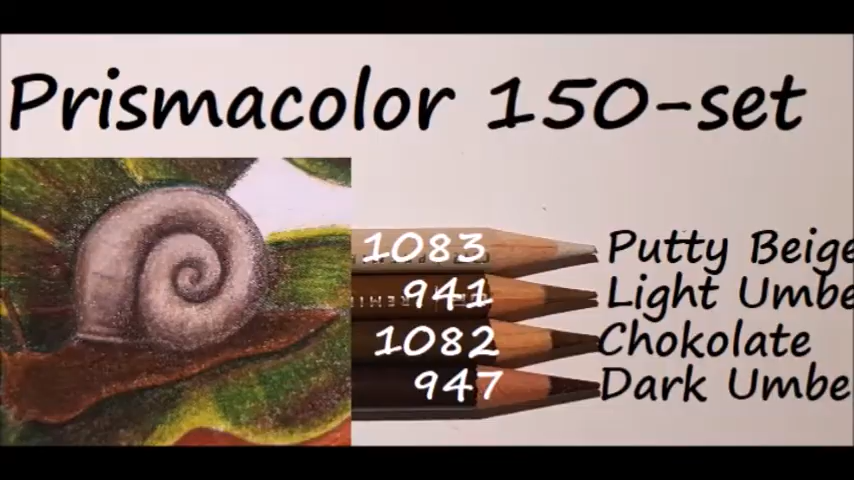 Prismacolor 150-set
1083 Putty Beige
941 Light Umbe
1082 Chokolate
947 Dark Umbe